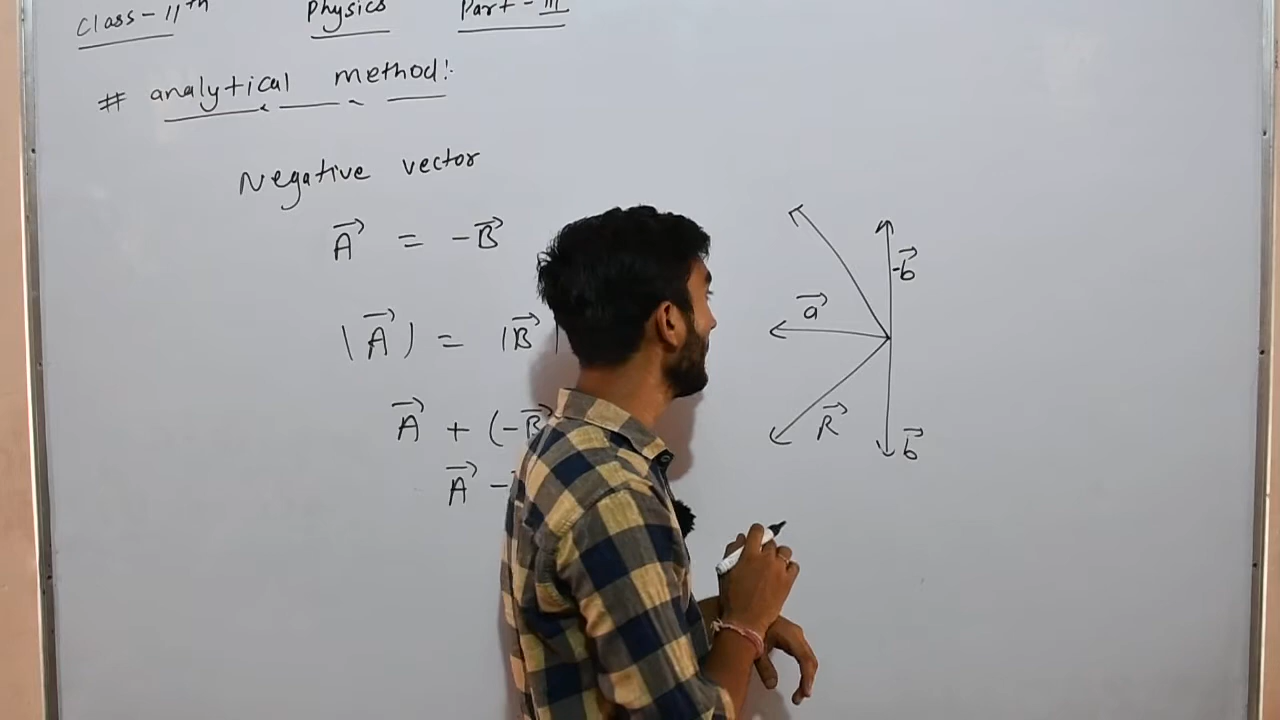 Class - 11th Physics Part - III
# analytical method:
Negative vector
A⃗ = -B⃗
|A⃗| = |B⃗|
A⃗ + (-B⃗
A⃗ -
-b⃗
a⃗
R⃗
b⃗